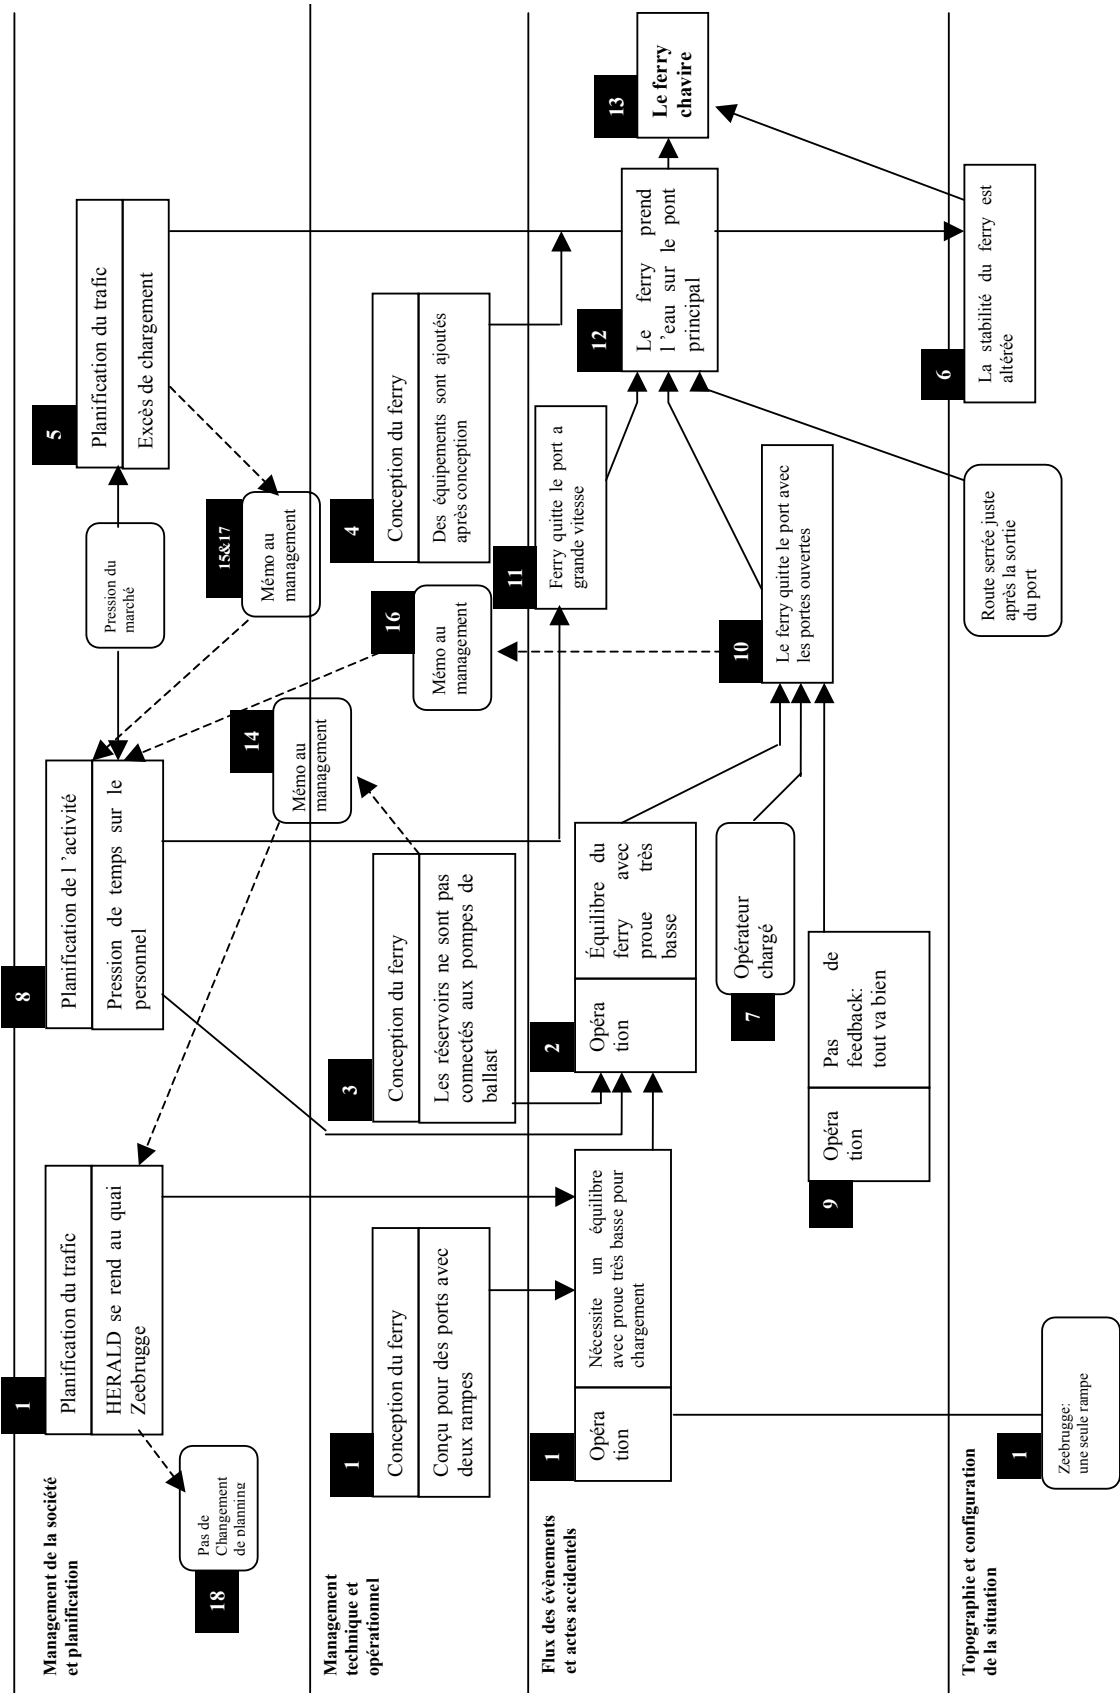 Management de la société
et planification
18
Pas de
Changement
de planning
1
Planification du trafic
HERALD se rend au quai
Zeebrugge
8
Planification de l ’activité
Pression de temps sur le
personnel
Pression du
marché
5
Planification du trafic
Excès de chargement
Management
technique et
opérationnel
1
Conception du ferry
Conçu pour des ports avec
deux rampes
3
Conception du ferry
Les réservoirs ne sont pas
connectés aux pompes de
ballast
14
Mémo au
management
16
Mémo au
management
15&17
Mémo au
management
4
Conception du ferry
Des équipements sont ajoutés
après conception
Flux des évènements
et actes accidentels
1
Opéra
tion
Nécessite un équilibre
avec proue très basse pour
chargement
2
Opéra
tion
Équilibre du
ferry avec
proue très
basse
7
Opérateur
chargé
9
Opéra
tion
Pas de
feedback:
tout va bien
10
Le ferry quitte le port avec
les portes ouvertes
11
Ferry quitte le port a
grande vitesse
12
Le ferry prend
l ’eau sur le pont
principal
13
Le ferry
chavire
Topographie et configuration
de la situation
1
Zeebrugge:
une seule rampe
Route serrée juste
après la sortie
du port
6
La stabilité du ferry est
altérée